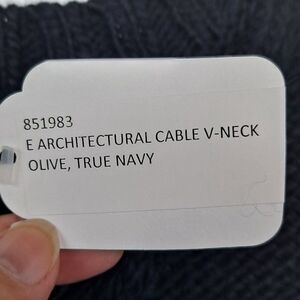 851983
E ARCHITECTURAL CABLE V-NECK
OLIVE, TRUE NAVY